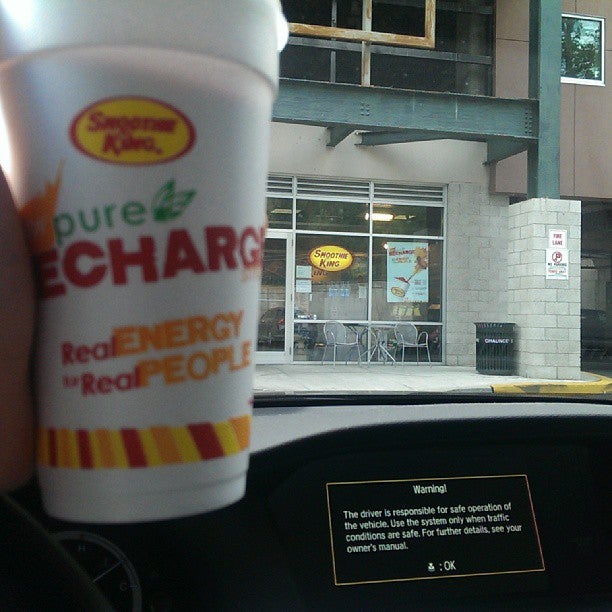 SMOOTHIE
KING
pure
ECHARG
Real ENERGY
for Real PEOPLE
SMOOTHIE
KING
FIRE
LANE
Warning!
The driver is responsible for safe operation of
the vehicle. Use the system only when traffic
conditions are safe. For further details, see your
owner's manual.
: OK